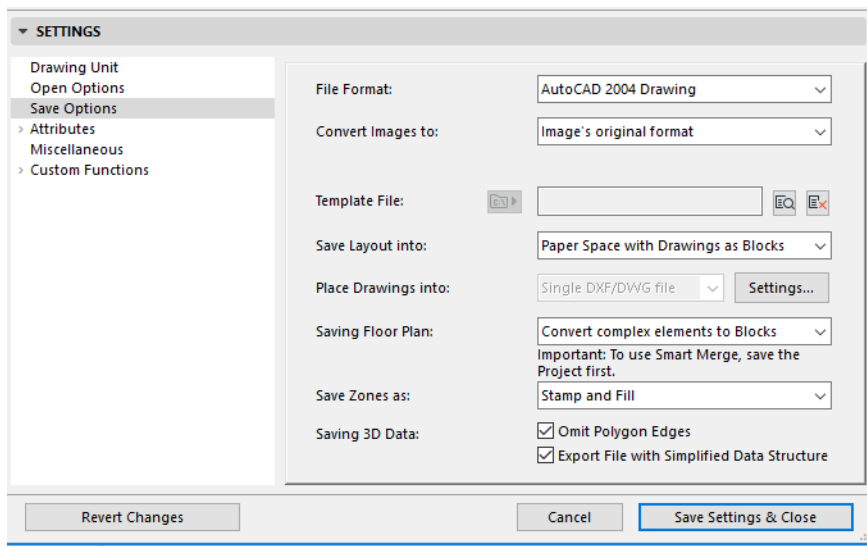 SETTINGS
Drawing Unit
Open Options
Save Options
Attributes
Miscellaneous
Custom Functions
File Format: AutoCAD 2004 Drawing
Convert Images to: Image's original format
Template File: C:\
Save Layout into: Paper Space with Drawings as Blocks
Place Drawings into: Single DXF/DWG file Settings...
Saving Floor Plan: Convert complex elements to Blocks
Important: To use Smart Merge, save the
Project first.
Save Zones as: Stamp and Fill
Saving 3D Data: Omit Polygon Edges
Export File with Simplified Data Structure
Revert Changes Cancel Save Settings & Close